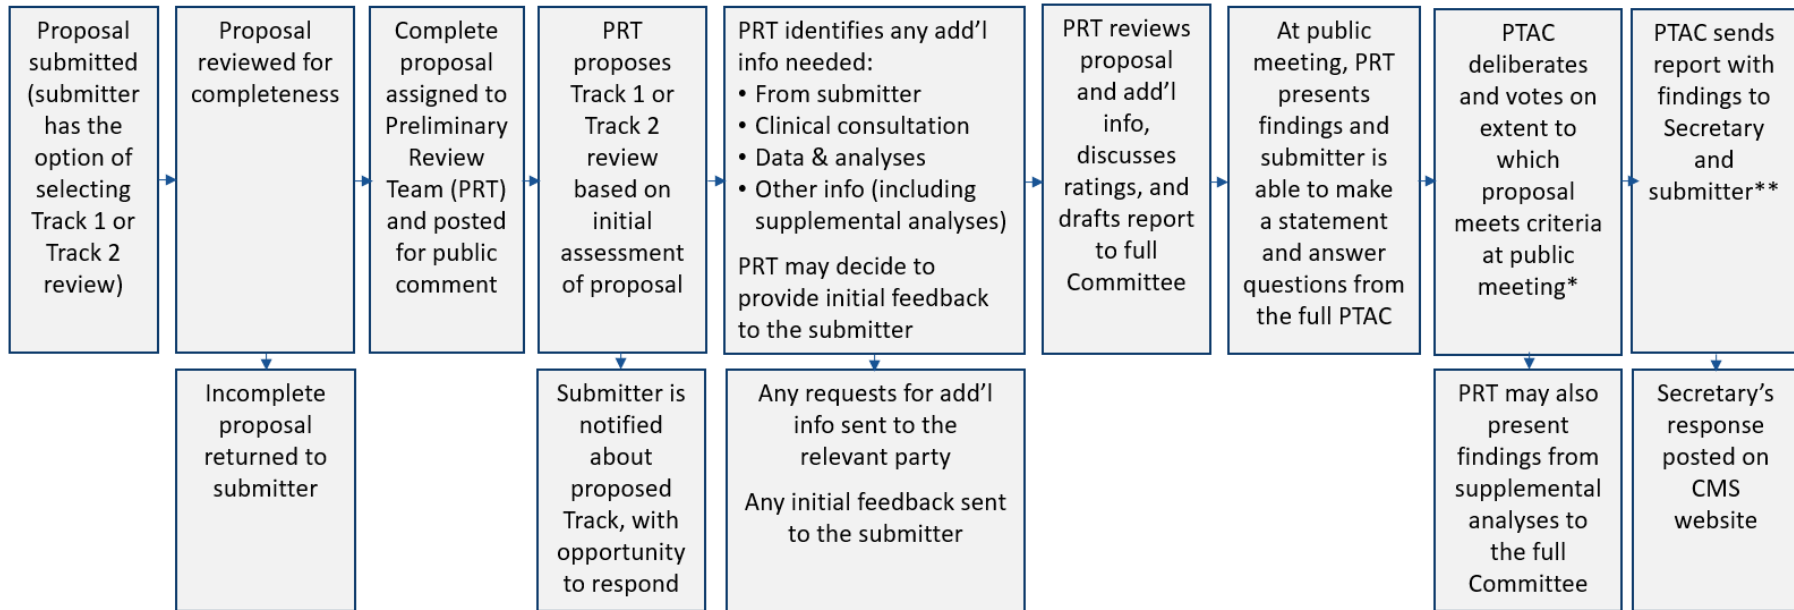 Proposal
submitted
(submitter
has the
option of
selecting
Track 1 or
Track 2
review)
Proposal
reviewed for
completeness
Complete
proposal
assigned to
Preliminary
Review
Team (PRT)
and posted
for public
comment
PRT
proposes
Track 1 or
Track 2
review
based on
initial
assessment
of proposal
PRT identifies any add’l
info needed:
• From submitter
• Clinical consultation
• Data & analyses
• Other info (including
supplemental analyses)
PRT may decide to
provide initial feedback
to the submitter
PRT reviews
proposal
and add’l
info,
discusses
ratings, and
drafts report
to full
Committee
At public
meeting, PRT
presents
findings and
submitter is
able to make
a statement
and answer
questions from
the full PTAC
PTAC
deliberates
and votes on
extent to
which
proposal
meets criteria
at public
meeting*
PTAC sends
report with
findings to
Secretary
and
submitter**
Incomplete
proposal
returned to
submitter
Submitter is
notified
about
proposed
Track, with
opportunity
to respond
Any requests for add’l
info sent to the
relevant party
Any initial feedback sent
to the submitter
PRT may also
present
findings from
supplemental
analyses to
the full
Committee
Secretary’s
response
posted on
CMS
website